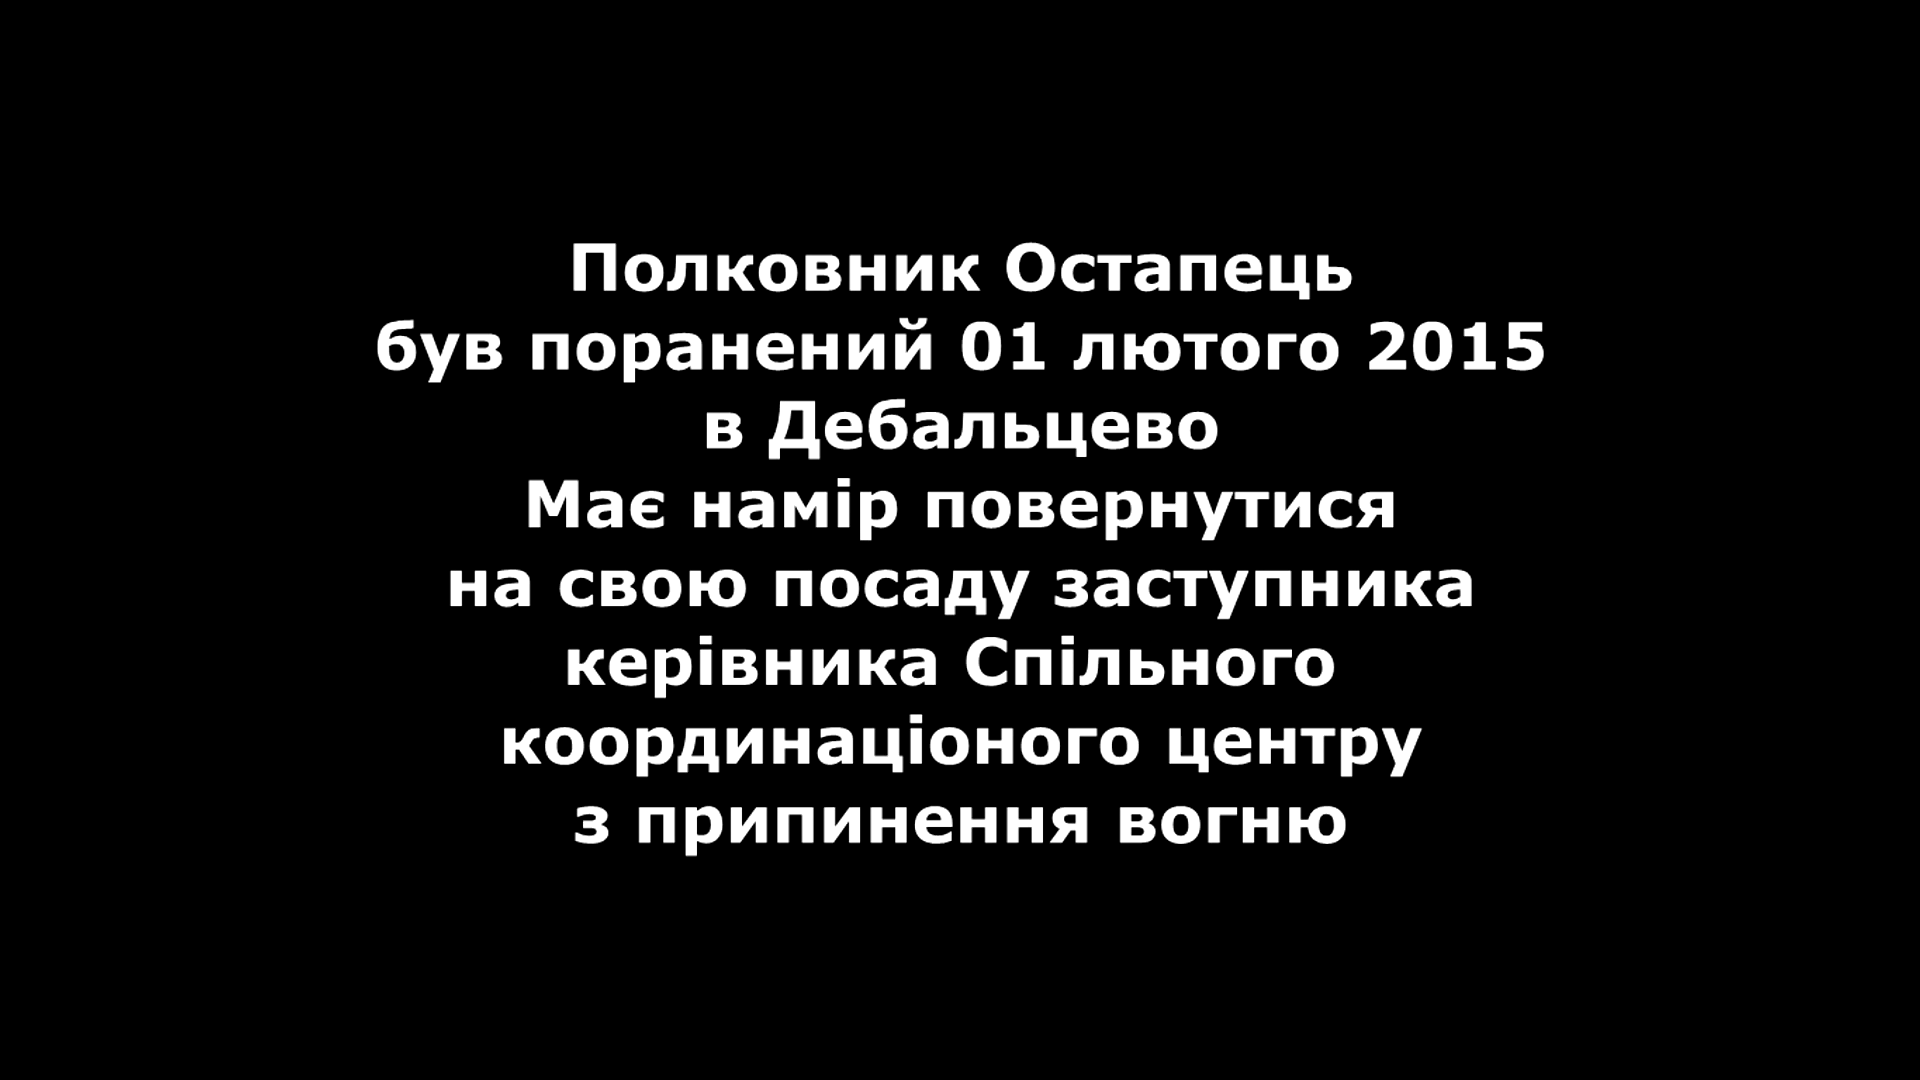 Полковник Остапець
був поранений 01 лютого 2015
в Дебальцево
Має намір повернутися
на свою посаду заступника
керівника Спільного
координаціоного центру
з припинення вогню